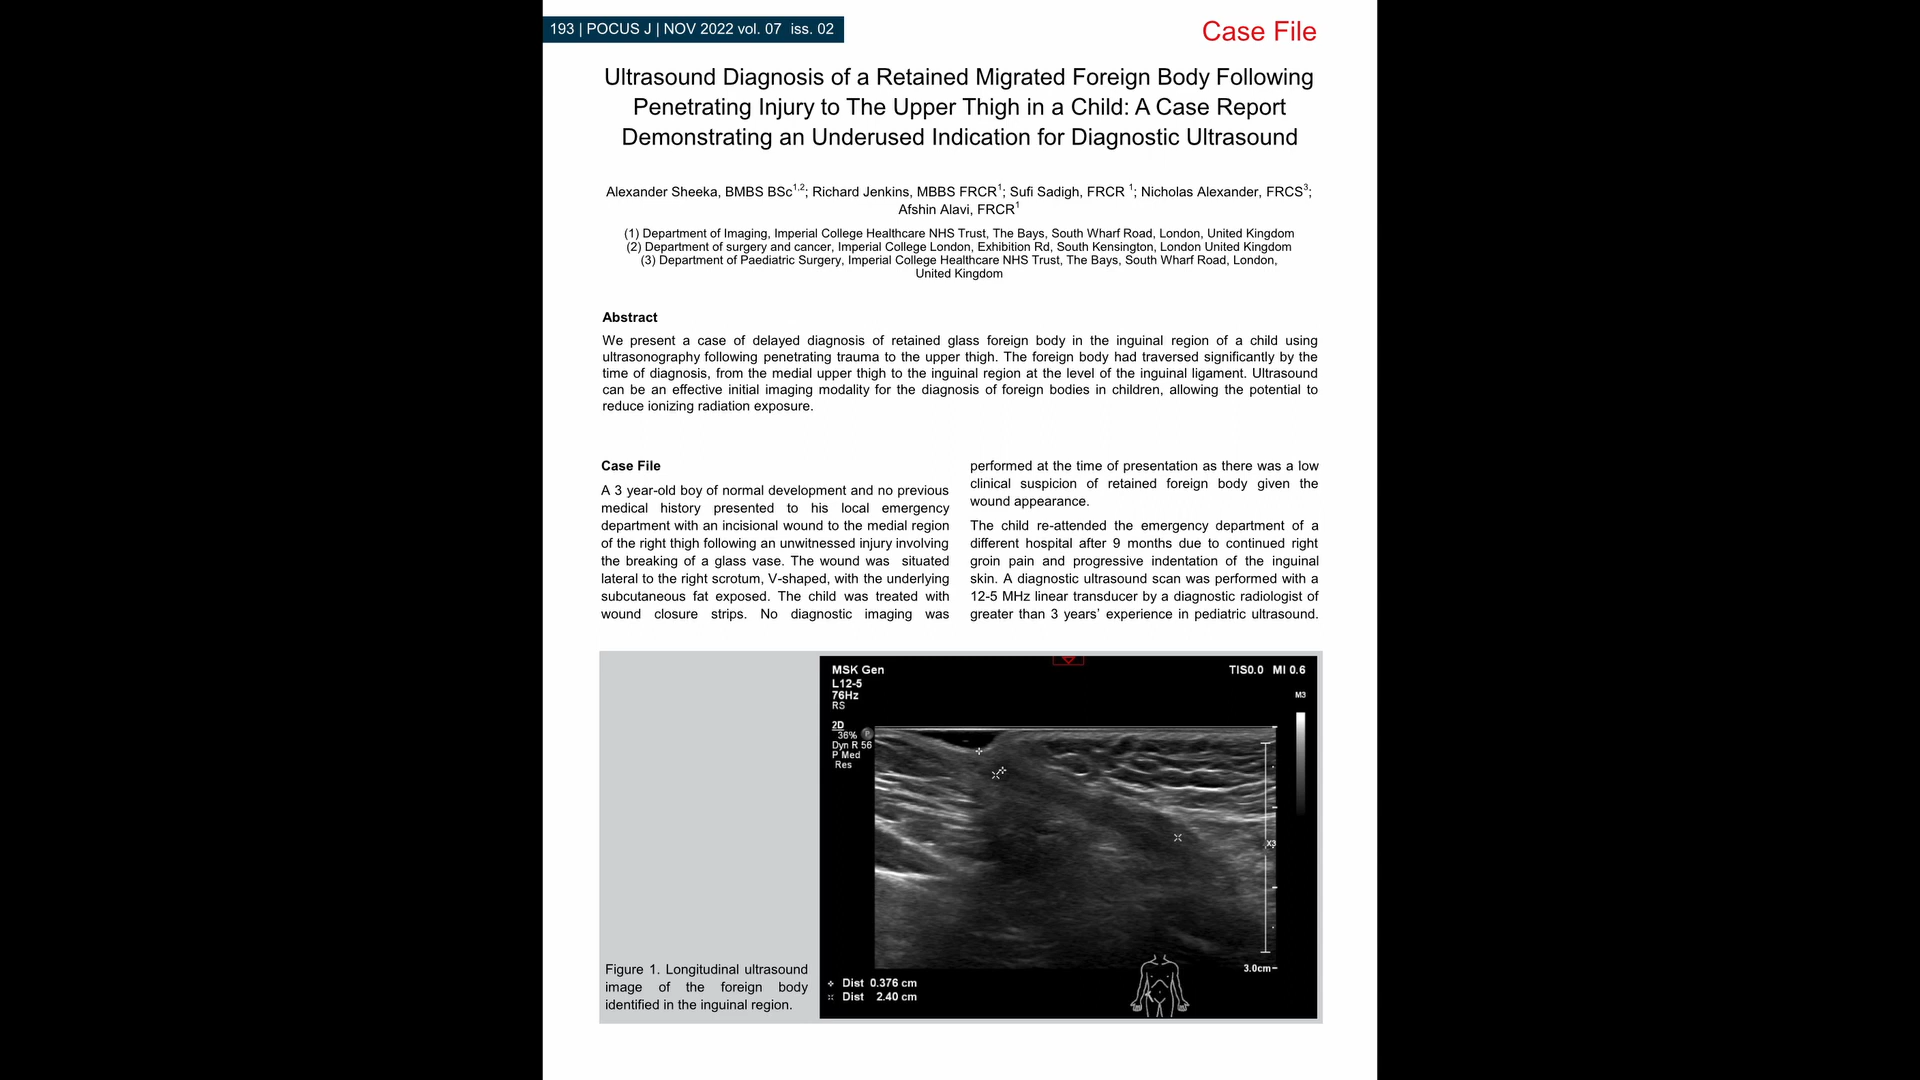 193 | POCUS J | NOV 2022 vol. 07 iss. 02
Case File
Ultrasound Diagnosis of a Retained Migrated Foreign Body Following
Penetrating Injury to The Upper Thigh in a Child: A Case Report
Demonstrating an Underused Indication for Diagnostic Ultrasound
Alexander Sheeka, BMBS BSc1,2; Richard Jenkins, MBBS FRCR1; Sufi Sadigh, FRCR 1; Nicholas Alexander, FRCS3;
Afshin Alavi, FRCR1
(1) Department of Imaging, Imperial College Healthcare NHS Trust, The Bays, South Wharf Road, London, United Kingdom
(2) Department of surgery and cancer, Imperial College London, Exhibition Rd, South Kensington, London United Kingdom
(3) Department of Paediatric Surgery, Imperial College Healthcare NHS Trust, The Bays, South Wharf Road, London,
United Kingdom
Abstract
We present a case of delayed diagnosis of retained glass foreign body in the inguinal region of a child using
ultrasonography following penetrating trauma to the upper thigh. The foreign body had traversed significantly by the
time of diagnosis, from the medial upper thigh to the inguinal region at the level of the inguinal ligament. Ultrasound
can be an effective initial imaging modality for the diagnosis of foreign bodies in children, allowing the potential to
reduce ionizing radiation exposure.
Case File
A 3 year-old boy of normal development and no previous
medical history presented to his local emergency
department with an incisional wound to the medial region
of the right thigh following an unwitnessed injury involving
the breaking of a glass vase. The wound was situated
lateral to the right scrotum, V-shaped, with the underlying
subcutaneous fat exposed. The child was treated with
wound closure strips. No diagnostic imaging was
performed at the time of presentation as there was a low
clinical suspicion of retained foreign body given the
wound appearance.
The child re-attended the emergency department of a
different hospital after 9 months due to continued right
groin pain and progressive indentation of the inguinal
skin. A diagnostic ultrasound scan was performed with a
12-5 MHz linear transducer by a diagnostic radiologist of
greater than 3 years’ experience in pediatric ultrasound.
Figure 1. Longitudinal ultrasound
image of the foreign body
identified in the inguinal region.
MSK Gen
L12-5
76Hz
RS
2D
36%
Dyn R 56
P Med
Res
P
TIS0.0 MI 0.6
M3
X3
3.0cm
Dist 0.376 cm
Dist 2.40 cm